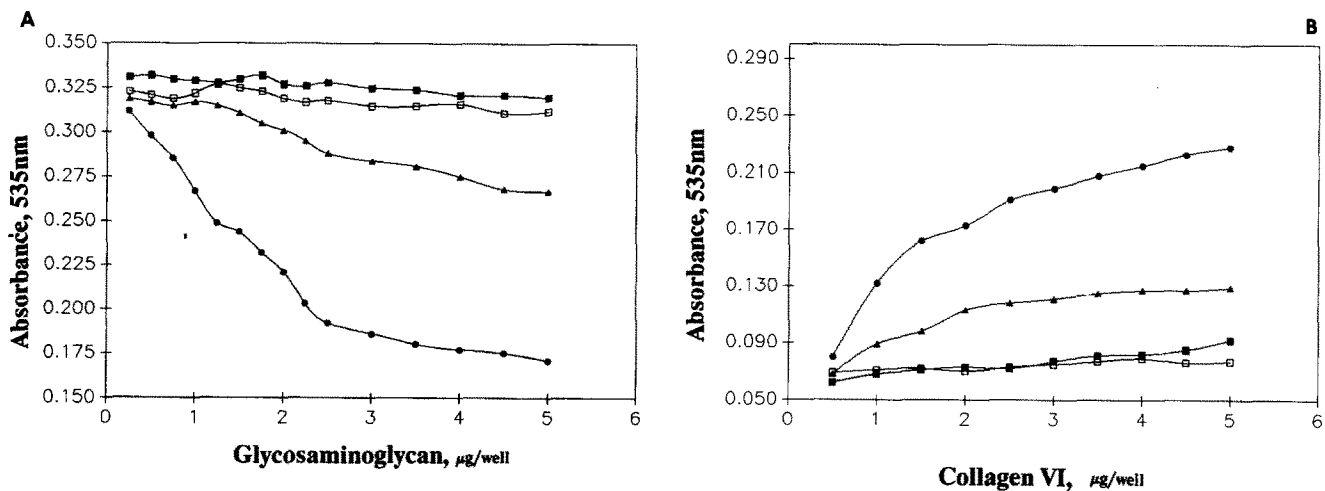 A
0.350
0.325
0.300
0.275
0.250
0.225
0.200
0.175
0.150
0 1 2 3 4 5 6
Absorbance, 535nm
Glycosaminoglycan, µg/well
B
0.290
0.250
0.210
0.170
0.130
0.090
0.050
0 1 2 3 4 5 6
Absorbance, 535nm
Collagen VI, µg/well